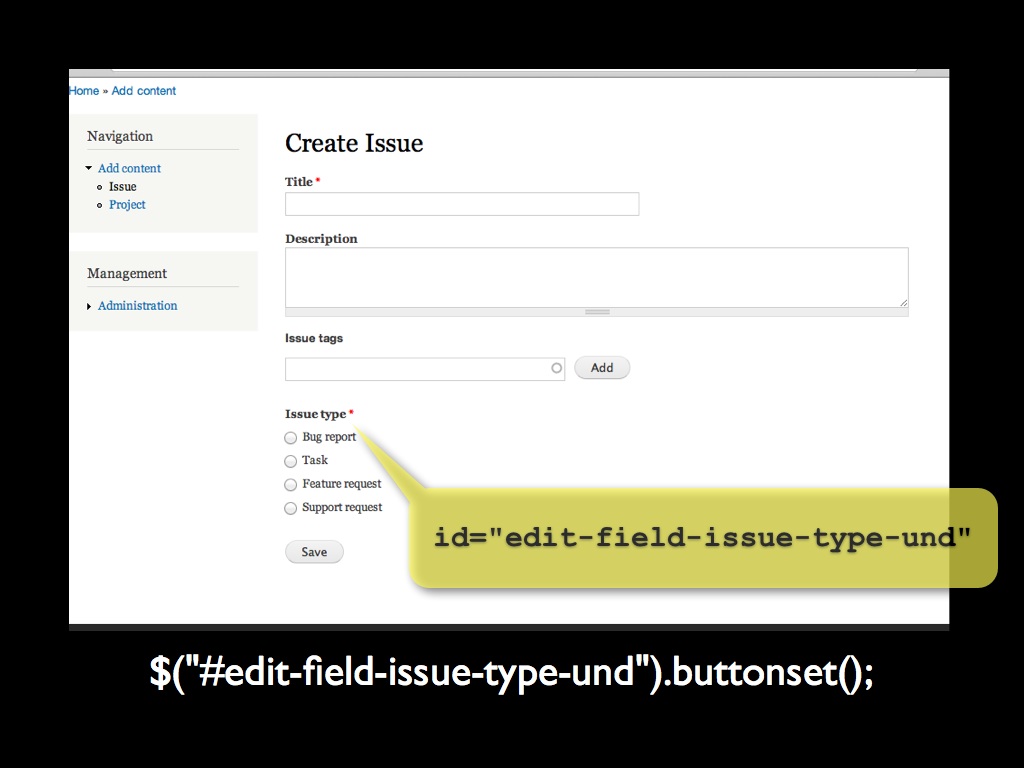 Home » Add content
Navigation
Add content
Issue
Project
Management
Administration
Create Issue
Title *
Description
Issue tags
Add
Issue type *
Bug report
Task
Feature request
Support request
Save
id="edit-field-issue-type-und"
$("#edit-field-issue-type-und").buttonset();